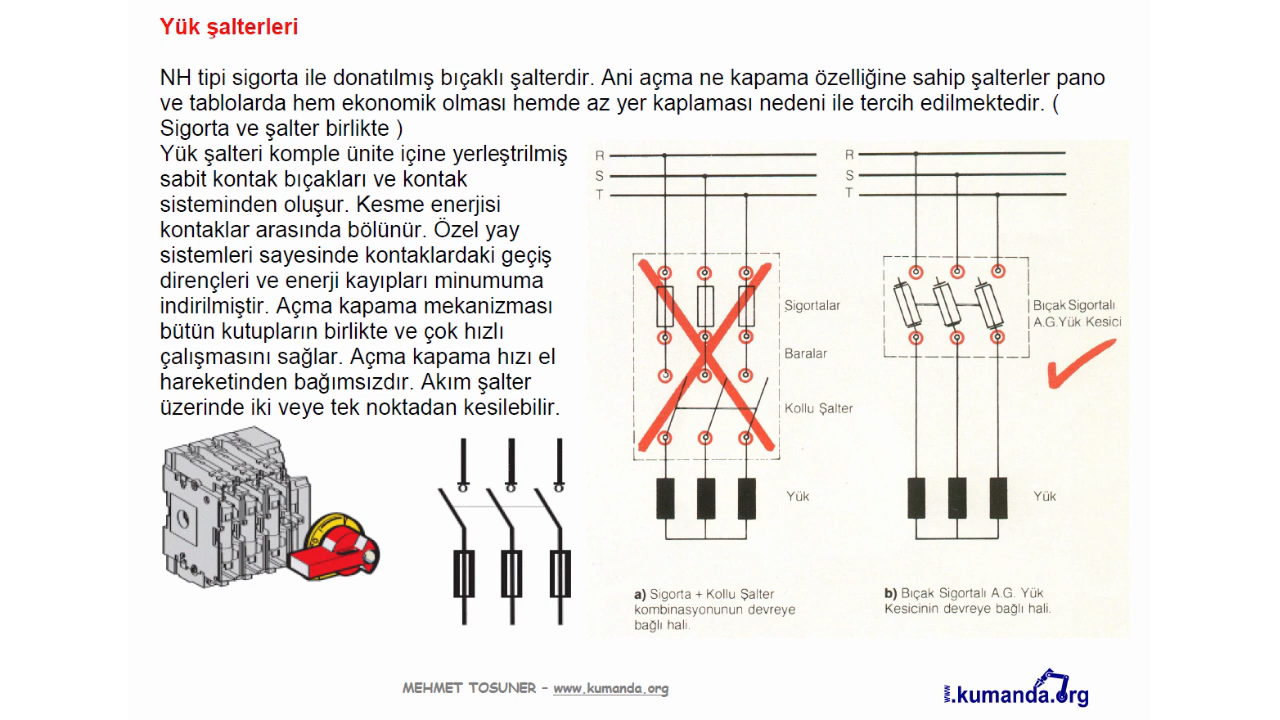 Yük şalterleri
NH tipi sigorta ile donatılmış bıçaklı şalterdir. Ani açma ne kapama özelliğine sahip şalterler pano
ve tablolarda hem ekonomik olması hemde az yer kaplaması nedeni ile tercih edilmektedir. (
Sigorta ve şalter birlikte )
Yük şalteri komple ünite içine yerleştrilmiş
sabit kontak bıçakları ve kontak
sisteminden oluşur. Kesme enerjisi
kontaklar arasında bölünür. Özel yay
sistemleri sayesinde kontaklardaki geçiş
dirençleri ve enerji kayıpları minumuma
indirilmiştir. Açma kapama mekanizması
bütün kutupların birlikte ve çok hızlı
çalışmasını sağlar. Açma kapama hızı el
hareketinden bağımsızdır. Akım şalter
üzerinde iki veye tek noktadan kesilebilir.
R
S
T
Sigortalar
Baralar
Kollu Şalter
Yük
a) Sigorta + Kollu Şalter
kombinasyonunun devreye
bağlı hali.
R
S
T
Bıçak Sigortalı
A.G.Yük Kesici
Yük
b) Bıçak Sigortalı A.G. Yük
Kesicinin devreye bağlı hali.
MEHMET TOSUNER – www.kumanda.org
www.kumanda.org